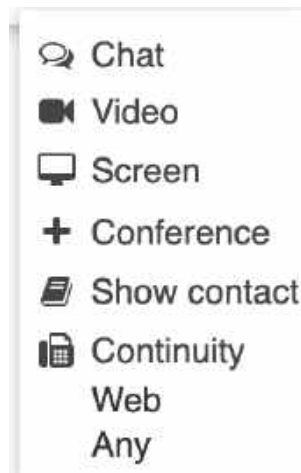 Chat
Video
Screen
Conference
Show contact
Continuity
Web
Any